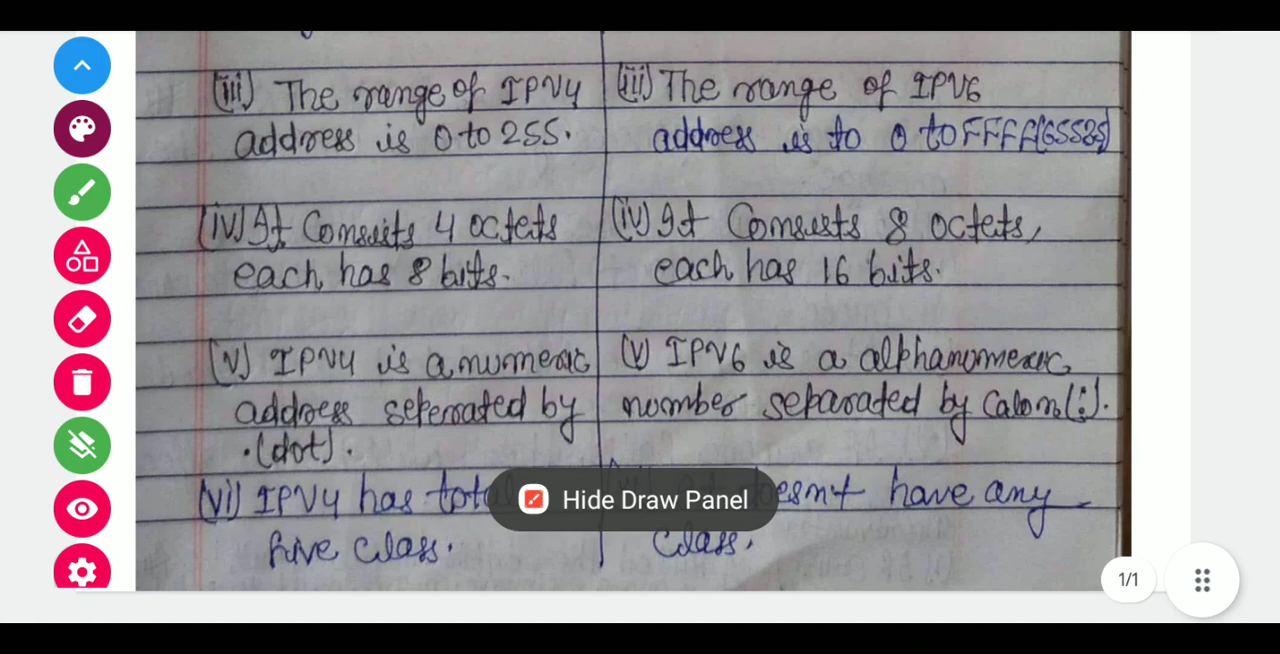 (iii) The range of IPV4
address is 0 to 255.
(iv) It Consists 4 octets
each has 8 bits.
(v) IPV4 is a numeric
address seperated by
.(dot).
(vi) IPV4 has
five class.
(iii) The range of IPV6
address is to 0 to FFFF(65535)
(iv) It Consists 8 octets,
each has 16 bits.
(v) IPV6 is a alphanumeric
number separated by Calon(:).
have any
class.
Hide Draw Panel
1/1